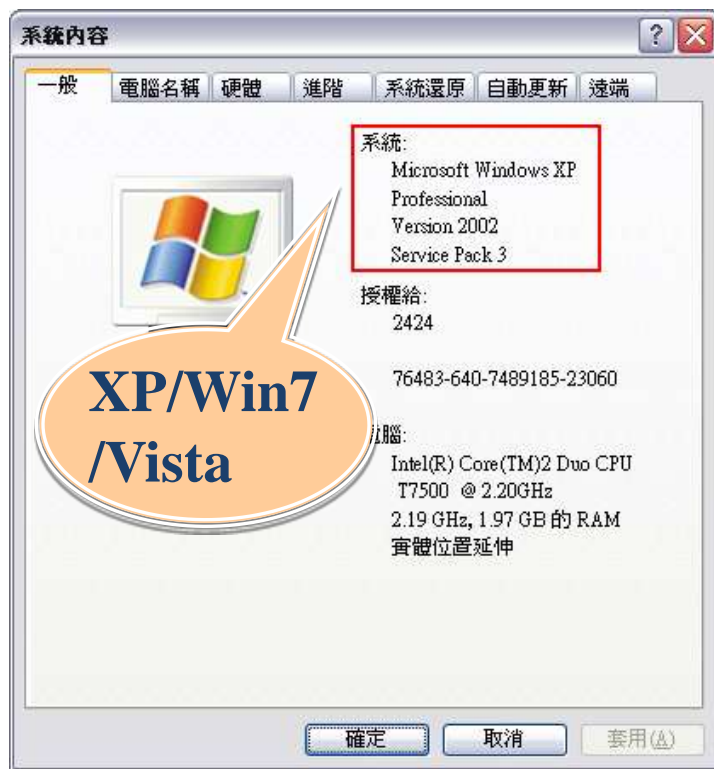 系統內容
一般 電腦名稱 硬體 進階 系統還原 自動更新 遠端
系統:
Microsoft Windows XP
Professional
Version 2002
Service Pack 3
授權給:
2424
76483-640-7489185-23060
XP/Win7
/Vista
腦:
Intel(R) Core(TM)2 Duo CPU
T7500 @ 2.20GHz
2.19 GHz, 1.97 GB 的 RAM
實體位置延伸
確定 取消 套用(A)